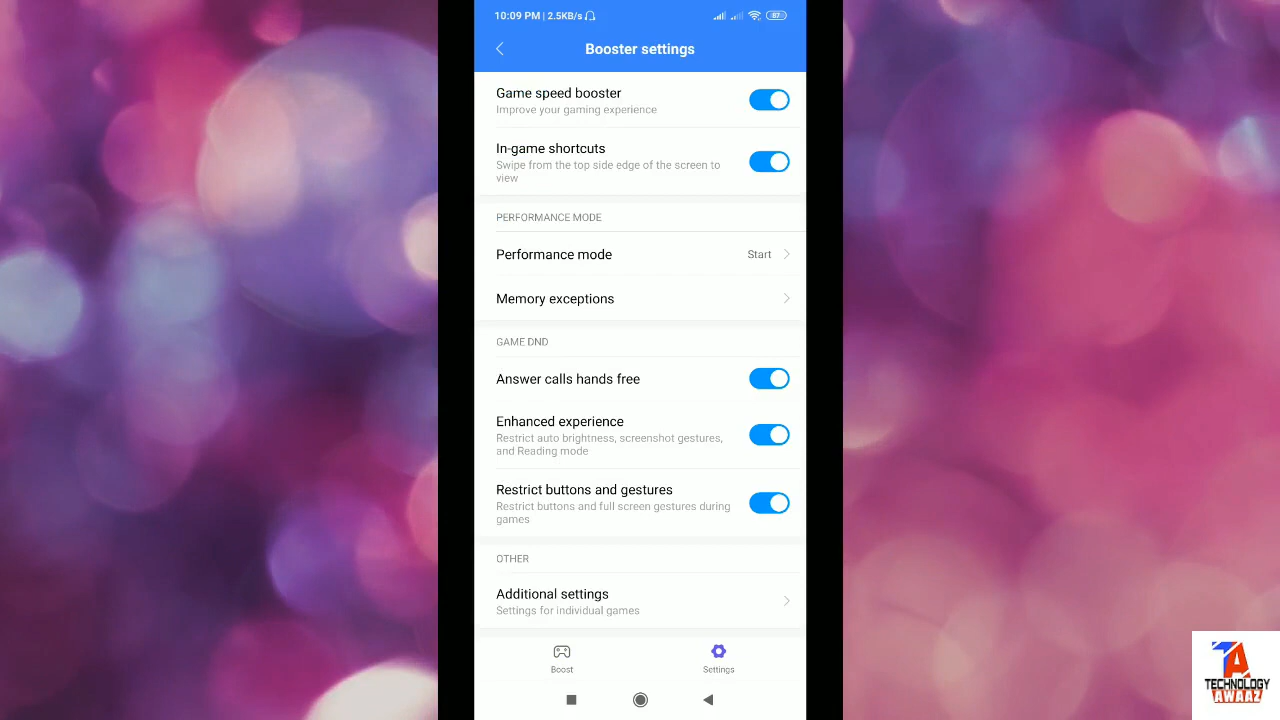 10:09 PM | 2.5KB/s
87
Booster settings
Game speed booster
Improve your gaming experience
In-game shortcuts
Swipe from the top side edge of the screen to
view
PERFORMANCE MODE
Performance mode
Start
Memory exceptions
GAME DND
Answer calls hands free
Enhanced experience
Restrict auto brightness, screenshot gestures,
and Reading mode
Restrict buttons and gestures
Restrict buttons and full screen gestures during
games
OTHER
Additional settings
Settings for individual games
Boost
Settings
TA
TECHNOLOGY
AWAAZ